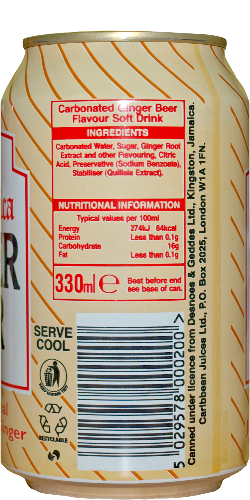 Carbonated Ginger Beer
Flavour Soft Drink
INGREDIENTS
Carbonated Water, Sugar, Ginger Root
Extract and other Flavouring, Citric
Acid, Preservative (Sodium Benzoate),
Stabiliser (Quillaia Extract).
NUTRITIONAL INFORMATION
Typical values per 100ml
Energy 274kJ 64kcal
Protein Less than 0.1g
Carbohydrate 16g
Fat Less than 0.1g
330ml e
Best before end
see base of can.
SERVE
COOL
RECYCLABLE
5 029578 000200 >
Canned under licence from Desnoes & Geddes Ltd., Kingston, Jamaica.
Caribbean Juices Ltd., P.O. Box 2025, London W1A 1FN.